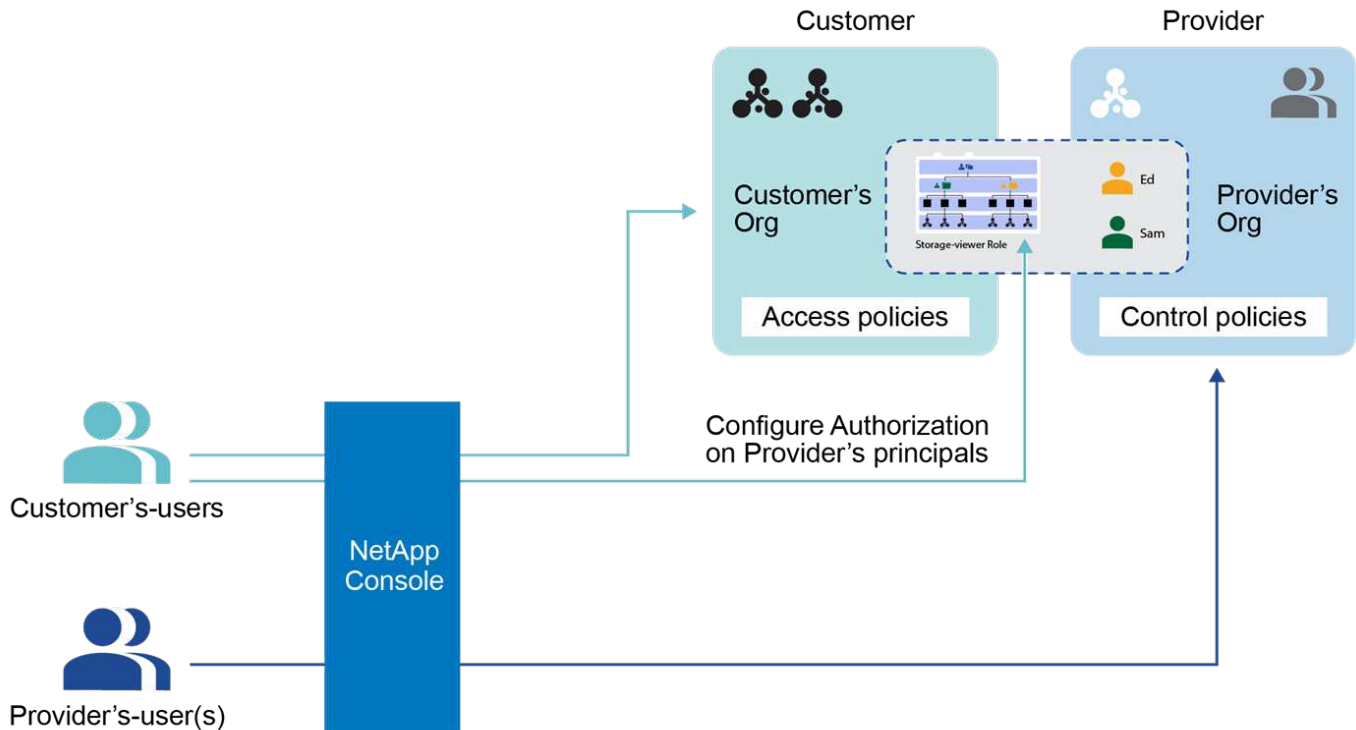 Customer
Provider
Customer's
Org
Storage-viewer Role
Ed
Sam
Provider's
Org
Access policies
Control policies
Configure Authorization
on Provider's principals
Customer's-users
NetApp
Console
Provider's-user(s)